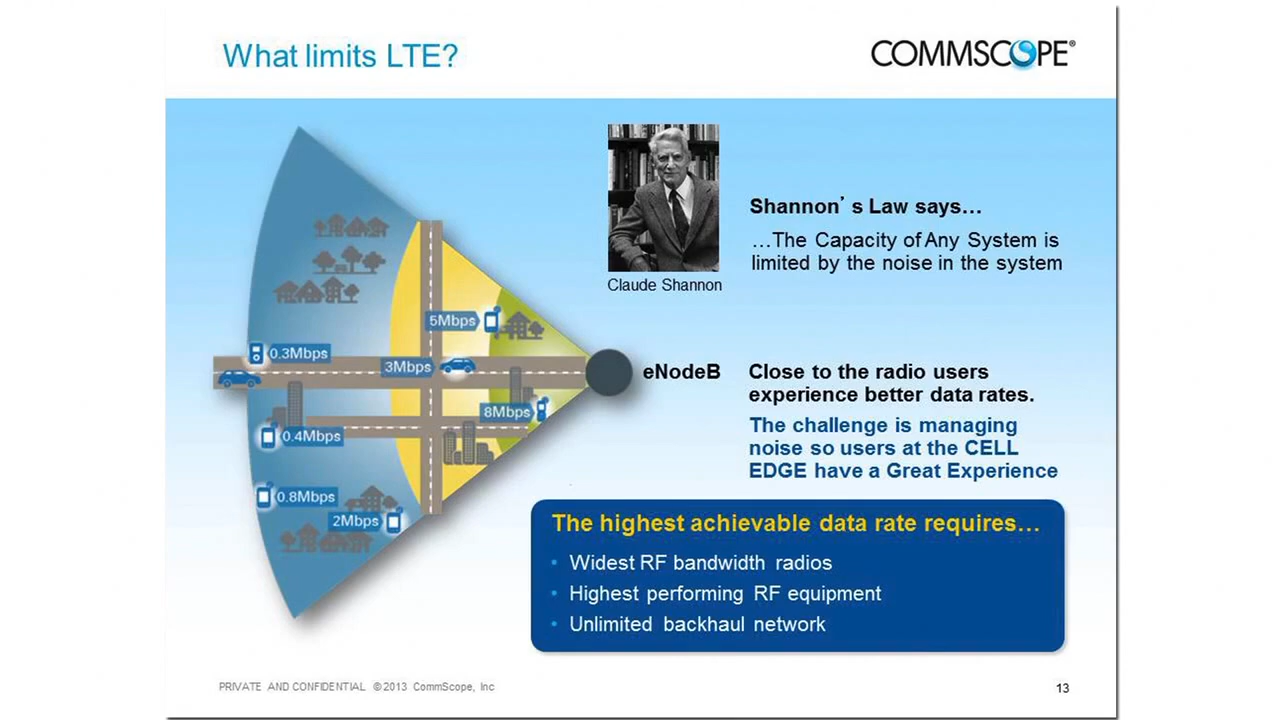 What limits LTE?
COMMSCOPE®
Shannon's Law says…
…The Capacity of Any System is
limited by the noise in the system
Claude Shannon
5Mbps
0.3Mbps
3Mbps
8Mbps
0.4Mbps
0.8Mbps
2Mbps
eNodeB
Close to the radio users
experience better data rates.
The challenge is managing
noise so users at the CELL
EDGE have a Great Experience
The highest achievable data rate requires…
• Widest RF bandwidth radios
• Highest performing RF equipment
• Unlimited backhaul network
PRIVATE AND CONFIDENTIAL © 2013 CommScope, Inc
13